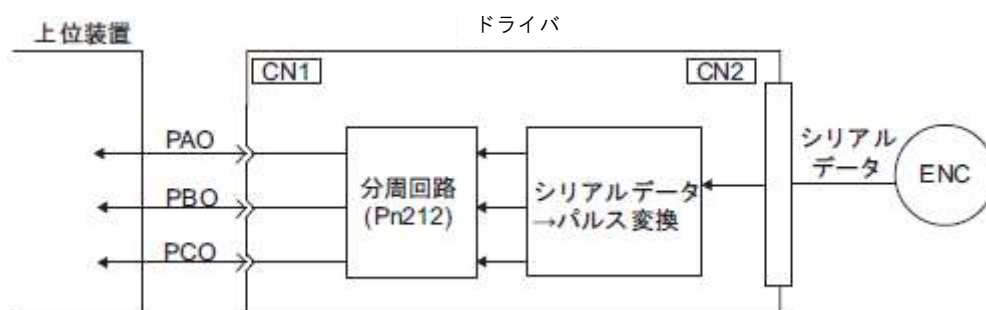 上位装置
ドライバ
CN1
CN2
PAO
PBO
PCO
分周回路
(Pn212)
シリアルデータ
→パルス変換
シリアル
データ
ENC